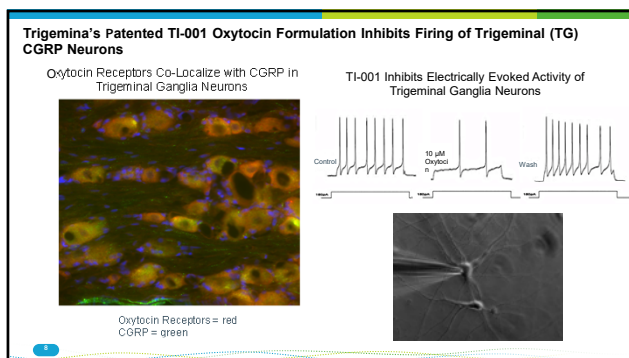 Trigemina's Patented TI-001 Oxytocin Formulation Inhibits Firing of Trigeminal (TG)
CGRP Neurons
Oxytocin Receptors Co-Localize with CGRP in
Trigeminal Ganglia Neurons
TI-001 Inhibits Electrically Evoked Activity of
Trigeminal Ganglia Neurons
Control
10 µM
Oxytoci
n
Wash
Oxytocin Receptors = red
CGRP = green
8